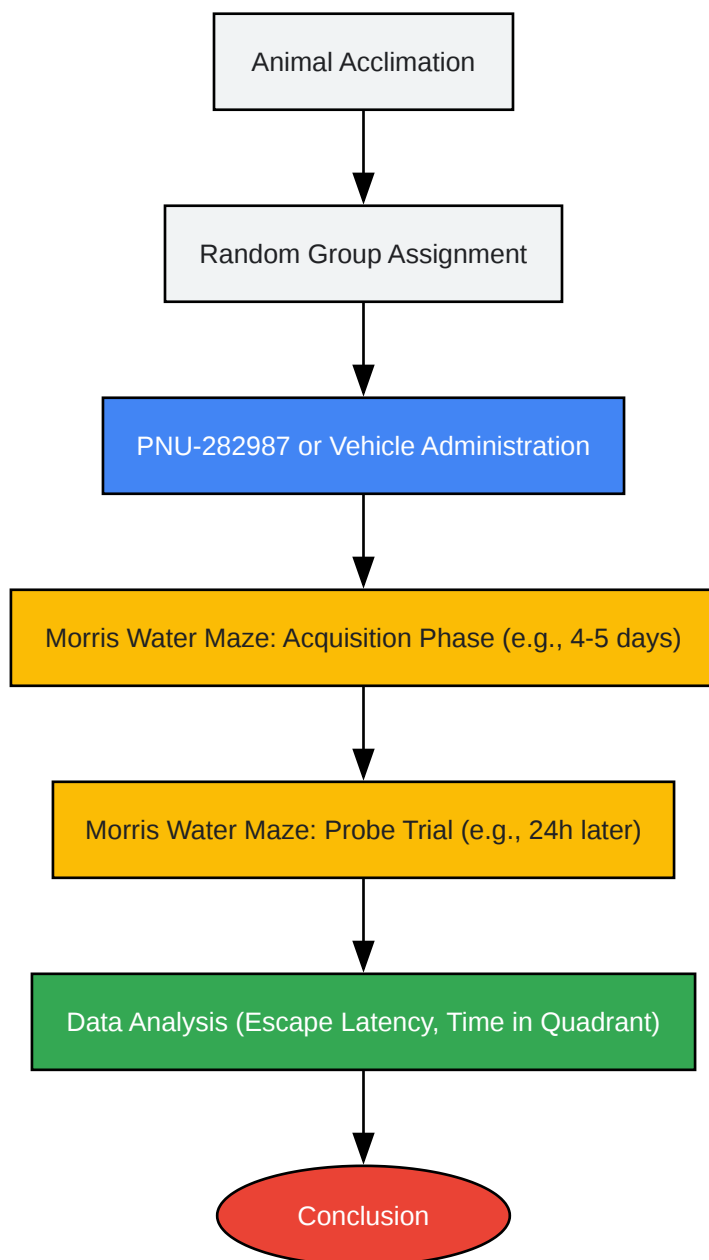 Animal Acclimation
Random Group Assignment
PNU-282987 or Vehicle Administration
Morris Water Maze: Acquisition Phase (e.g., 4-5 days)
Morris Water Maze: Probe Trial (e.g., 24h later)
Data Analysis (Escape Latency, Time in Quadrant)
Conclusion